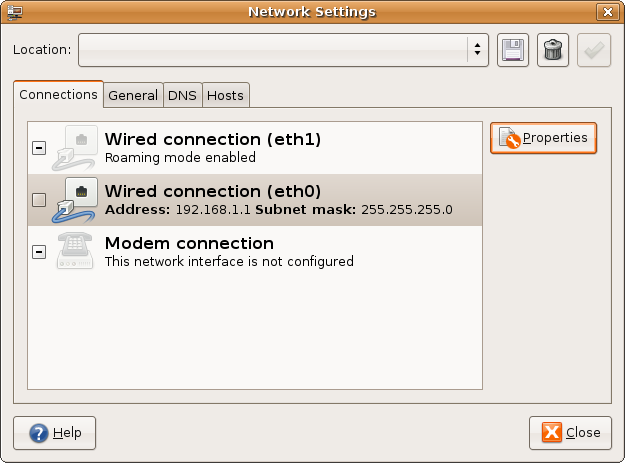 Network Settings
Location:
Connections General DNS Hosts
Wired connection (eth1)
Roaming mode enabled
Properties
Wired connection (eth0)
Address: 192.168.1.1 Subnet mask: 255.255.255.0
Modem connection
This network interface is not configured
Help
Close